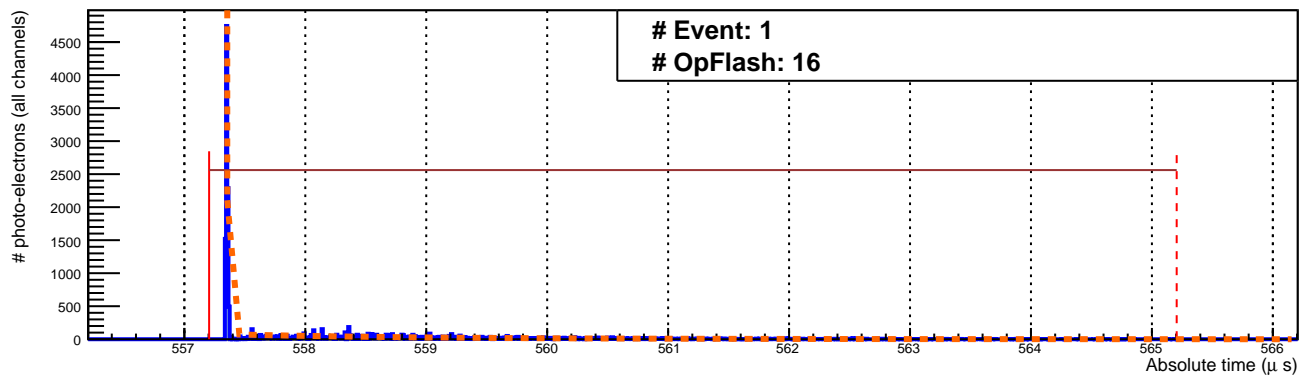 # Event: 1
# OpFlash: 16
# photo-electrons (all channels)
4500
4000
3500
3000
2500
2000
1500
1000
500
0
557 558 559 560 561 562 563 564 565 566
Absolute time (μ s)